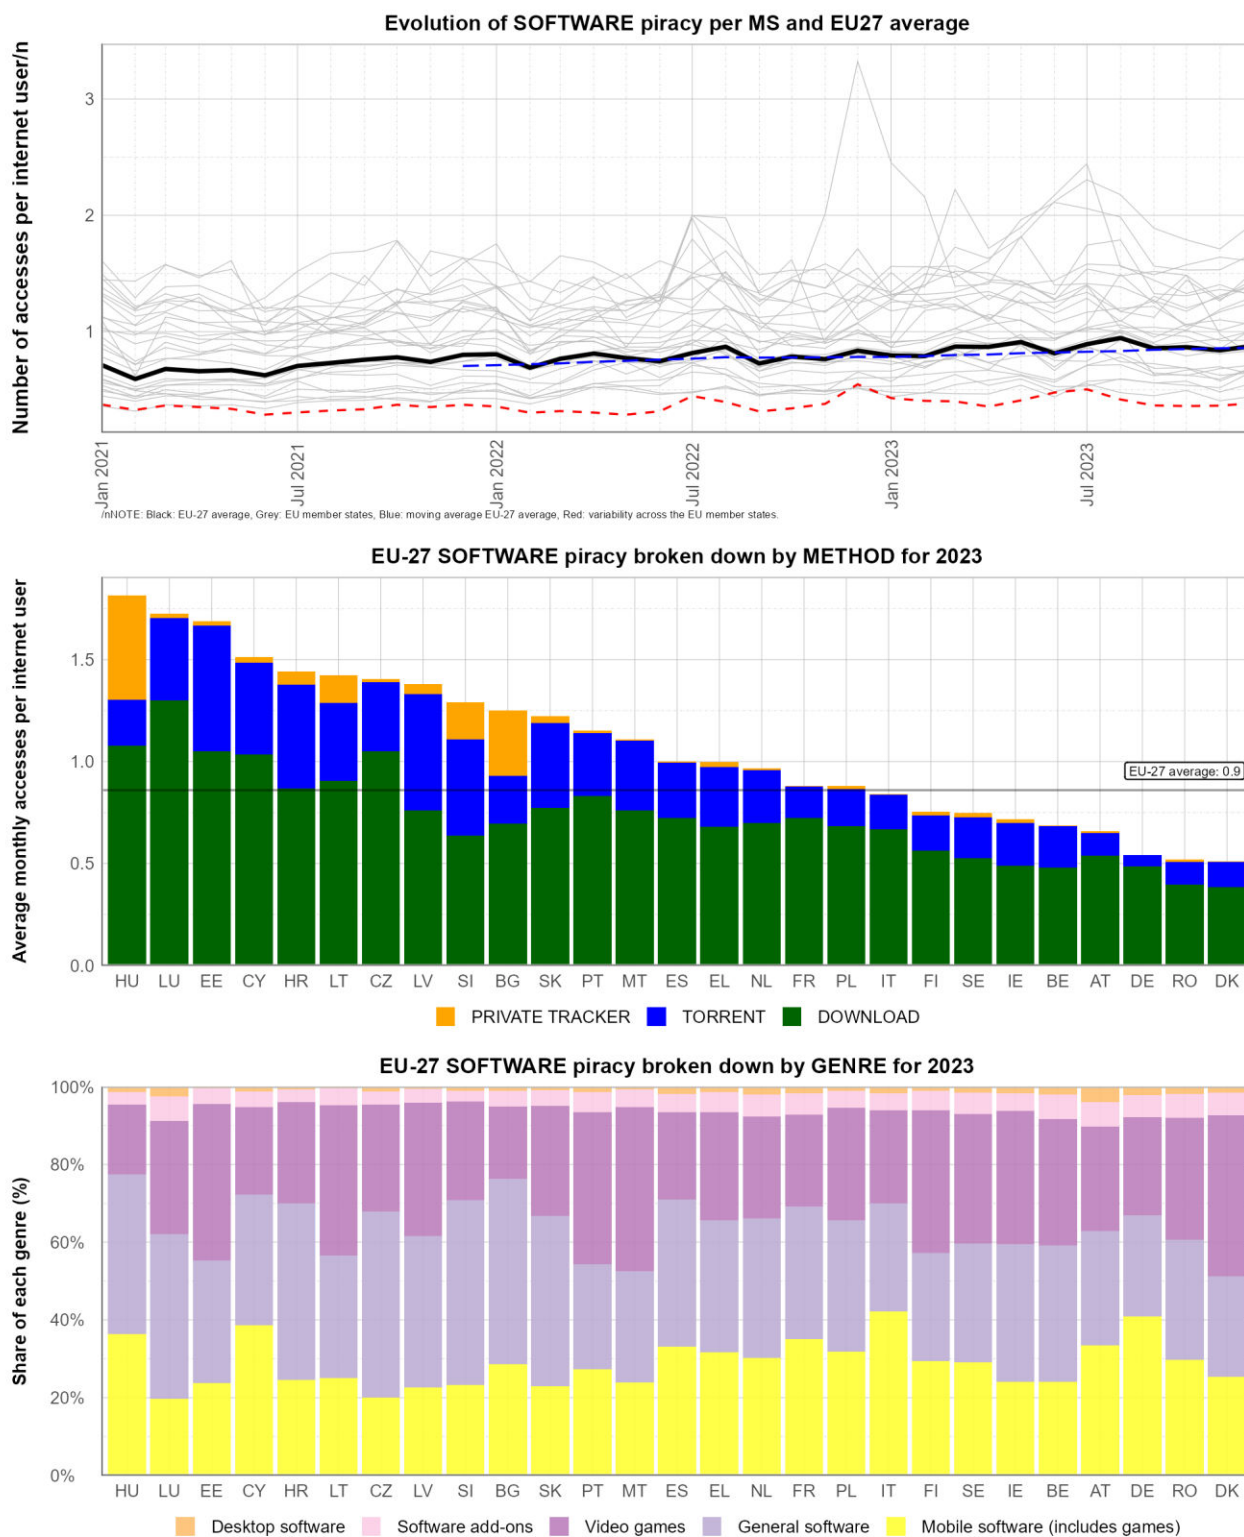 Evolution of SOFTWARE piracy per MS and EU27 average
Number of accesses per internet user/n
3
2
1
Jan 2021
Jul 2021
Jan 2022
Jul 2022
Jan 2023
Jul 2023
/nNOTE: Black: EU-27 average, Grey: EU member states, Blue: moving average EU-27 average, Red: variability across the EU member states.
EU-27 SOFTWARE piracy broken down by METHOD for 2023
Average monthly accesses per internet user
1.5
1.0
0.5
0.0
EU-27 average: 0.9
HU LU EE CY HR LT CZ LV SI BG SK PT MT ES EL NL FR PL IT FI SE IE BE AT DE RO DK
PRIVATE TRACKER TORRENT DOWNLOAD
EU-27 SOFTWARE piracy broken down by GENRE for 2023
Share of each genre (%)
100%
80%
60%
40%
20%
0%
HU LU EE CY HR LT CZ LV SI BG SK PT MT ES EL NL FR PL IT FI SE IE BE AT DE RO DK
Desktop software Software add-ons Video games General software Mobile software (includes games)